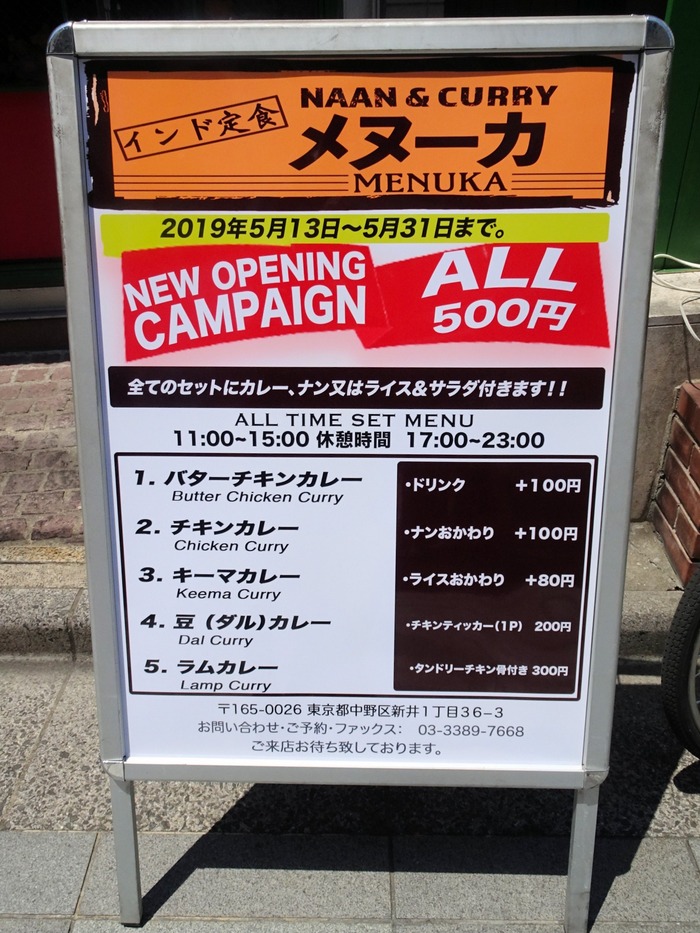 NAAN & CURRY
インド定食
メヌーカ
MENUKA
2019年5月13日〜5月31日まで。
NEW OPENING
CAMPAIGN
ALL
500円
全てのセットにカレー、ナン又はライス&サラダ付きます!!
ALL TIME SET MENU
11:00~15:00 休憩時間 17:00~23:00
1. バターチキンカレー
Butter Chicken Curry
2. チキンカレー
Chicken Curry
3. キーマカレー
Keema Curry
4. 豆 (ダル)カレー
Dal Curry
5. ラムカレー
Lamp Curry
・ドリンク +100円
・ナンおかわり +100円
・ライスおかわり +80円
・チキンティッカー(1P) 200円
・タンドリーチキン骨付き 300円
〒165-0026 東京都中野区新井1丁目36−3
お問い合わせ・ご予約・ファックス: 03-3389-7668
ご来店お待ち致しております。